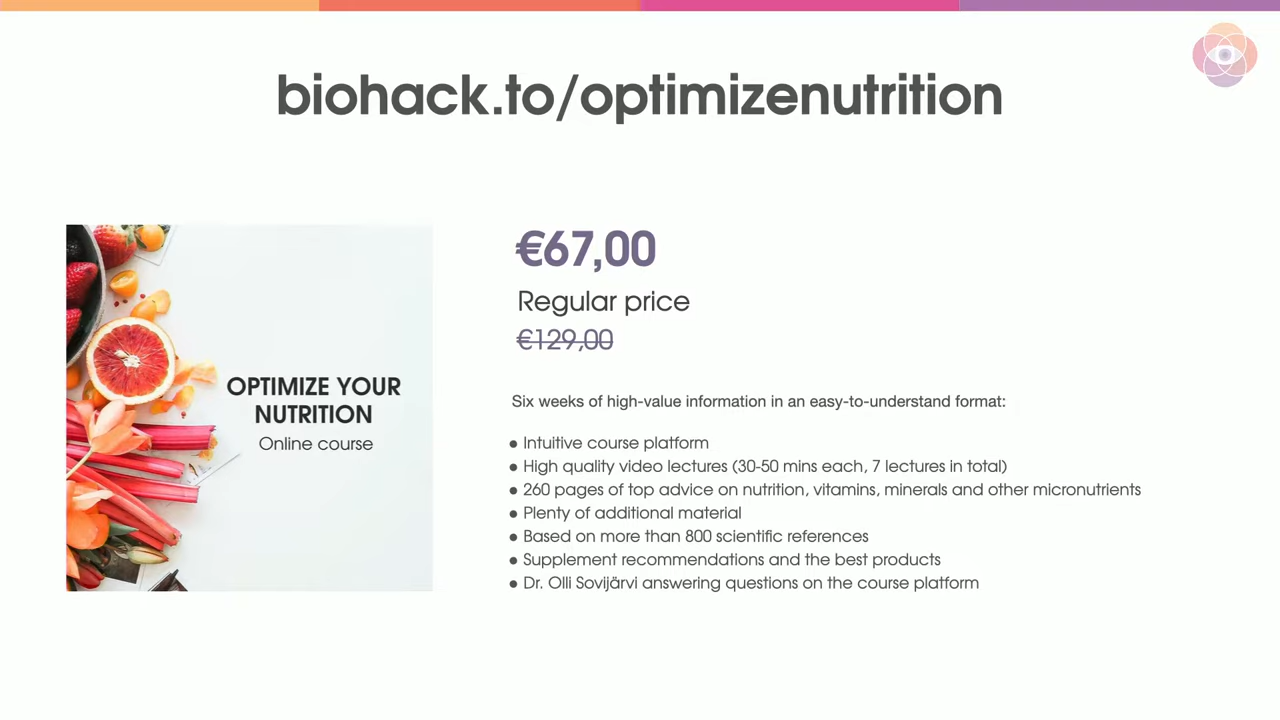 biohack.to/optimizenutrition
OPTIMIZE YOUR
NUTRITION
Online course
€67,00
Regular price
€129,00
Six weeks of high-value information in an easy-to-understand format:
● Intuitive course platform
● High quality video lectures (30-50 mins each, 7 lectures in total)
● 260 pages of top advice on nutrition, vitamins, minerals and other micronutrients
● Plenty of additional material
● Based on more than 800 scientific references
● Supplement recommendations and the best products
● Dr. Olli Sovijärvi answering questions on the course platform